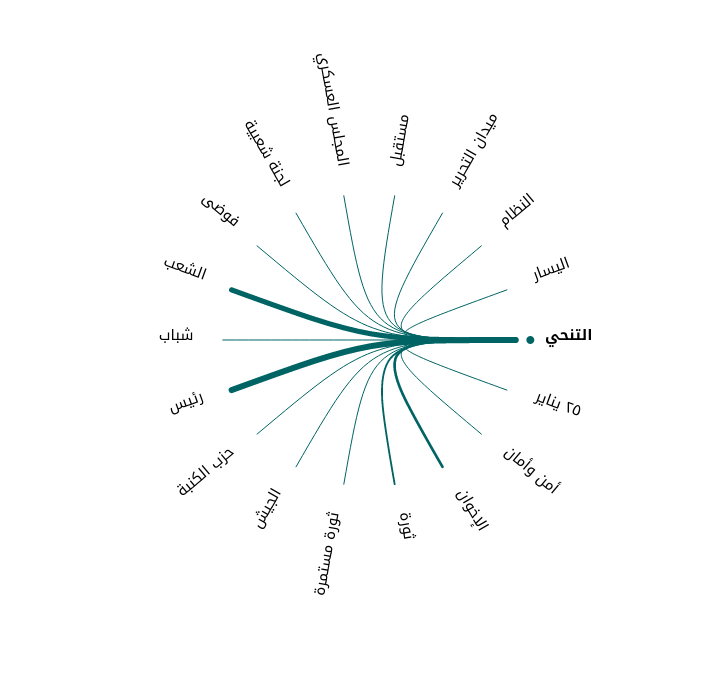 التنحي
اليسار
النظام
ميدان التحرير
مستقبل
المجلس العسكري
لجنة شعبية
فوضى
الشعب
شباب
رئيس
حزب الكنبة
الجيش
ثورة مستمرة
ثورة
الإخوان
أمن وأمان
٢٥ يناير